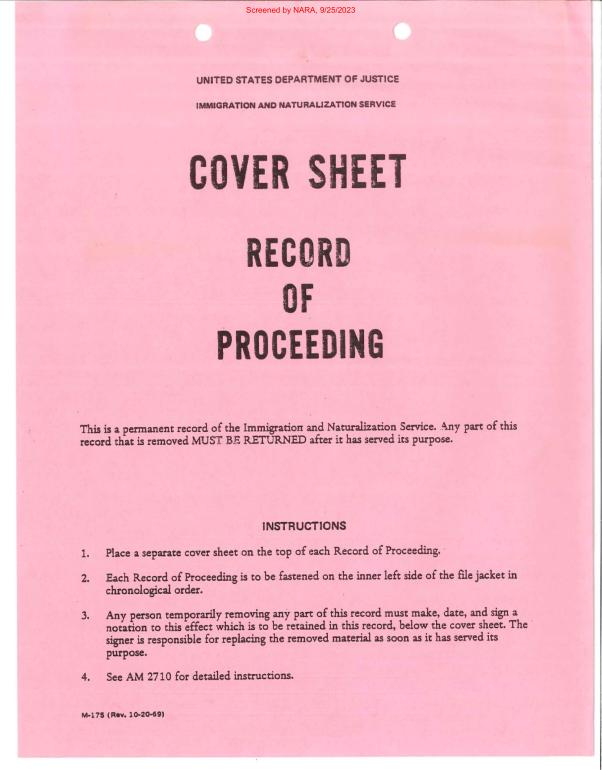 Screened by NARA, 9/25/2023
UNITED STATES DEPARTMENT OF JUSTICE
IMMIGRATION AND NATURALIZATION SERVICE
COVER SHEET
RECORD
OF
PROCEEDING
This is a permanent record of the Immigration and Naturalization Service. Any part of this
record that is removed MUST BE RETURNED after it has served its purpose.
INSTRUCTIONS
1. Place a separate cover sheet on the top of each Record of Proceeding.
2. Each Record of Proceeding is to be fastened on the inner left side of the file jacket in
chronological order.
3. Any person temporarily removing any part of this record must make, date, and sign a
notation to this effect which is to be retained in this record, below the cover sheet. The
signer is responsible for replacing the removed material as soon as it has served its
purpose.
4. See AM 2710 for detailed instructions.
M-175 (Rev. 10-20-69)